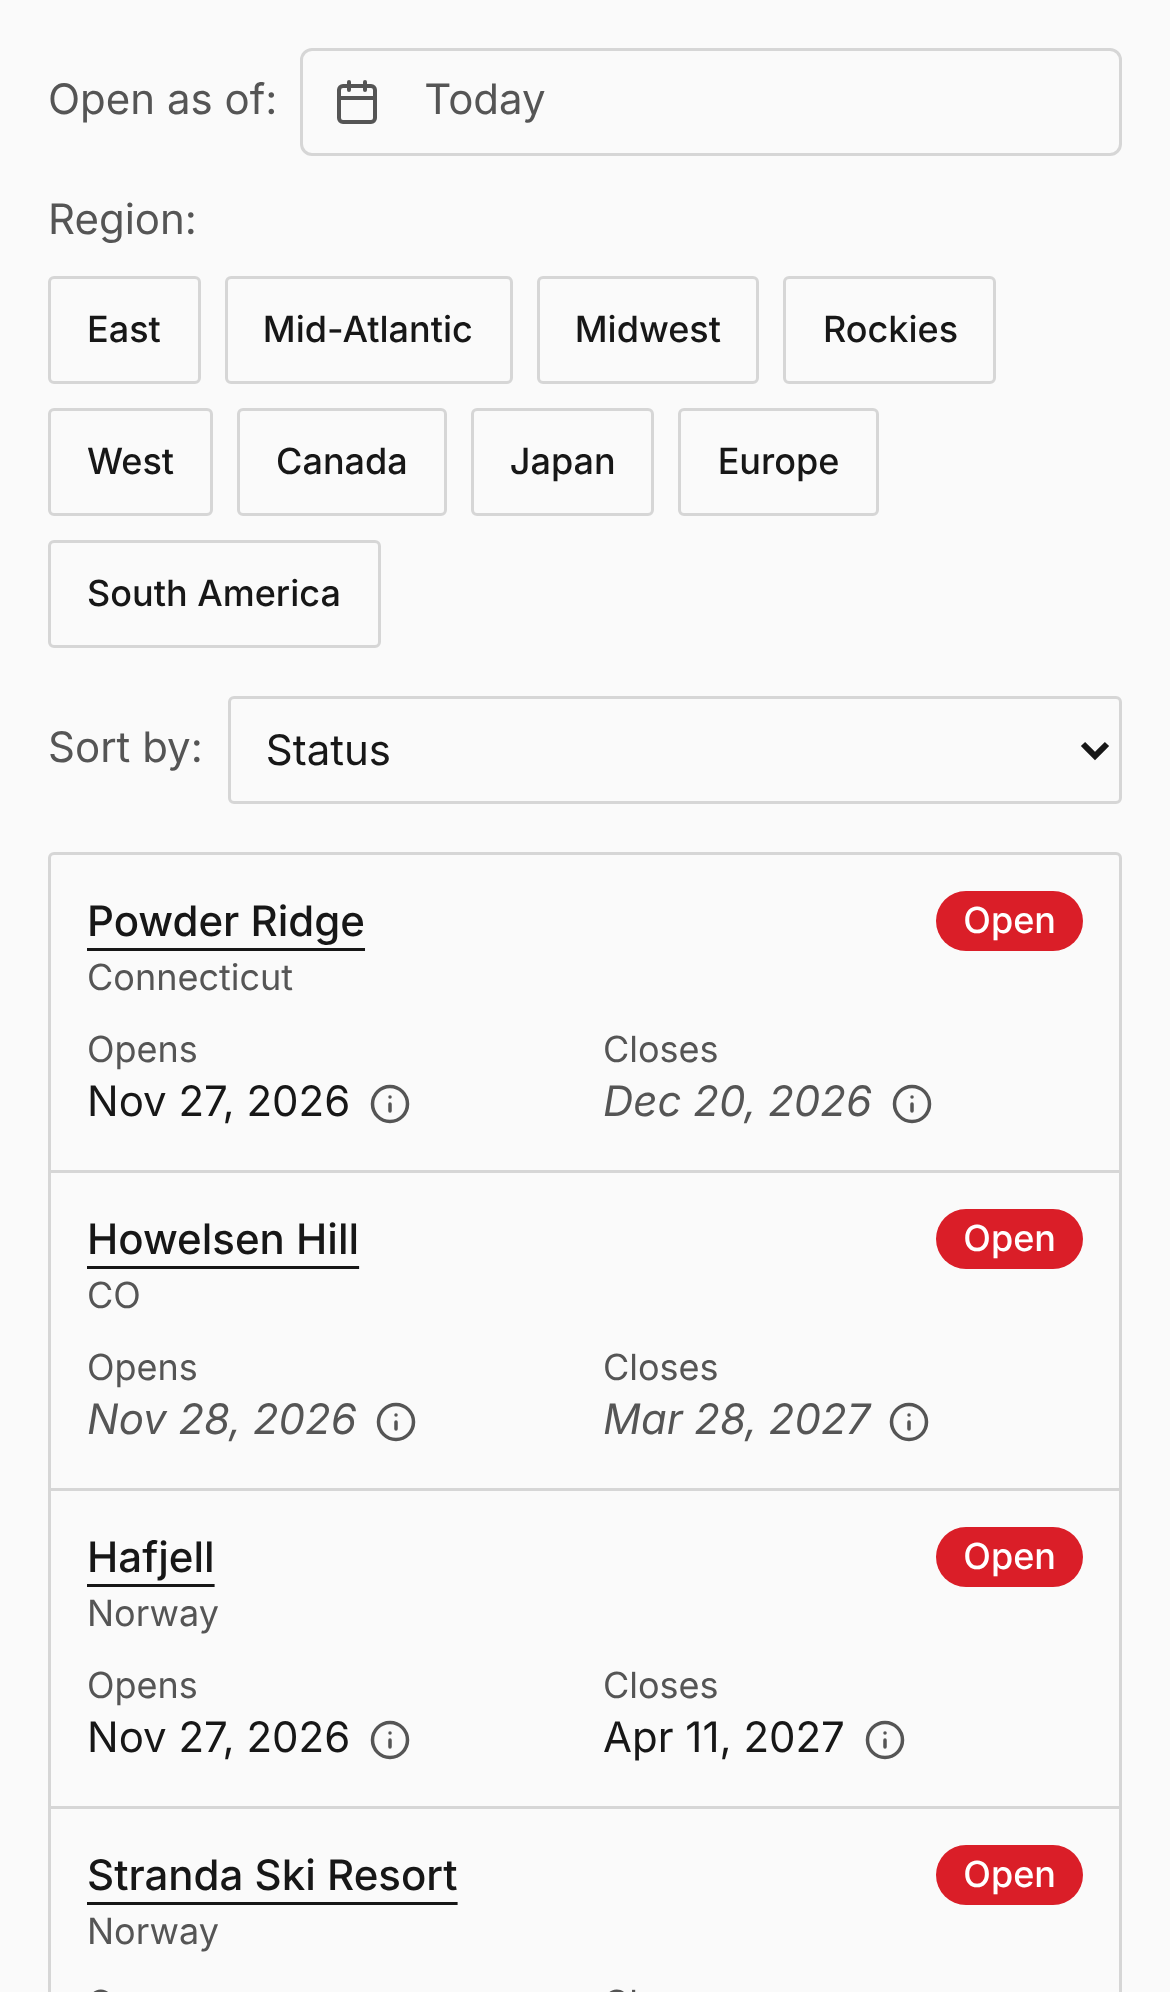 Open as of: Today
Region:
East Mid-Atlantic Midwest Rockies
West Canada Japan Europe
South America
Sort by: Status
Powder Ridge Open
Connecticut
Opens Closes
Nov 27, 2026 Dec 20, 2026
Howelsen Hill Open
CO
Opens Closes
Nov 28, 2026 Mar 28, 2027
Hafjell Open
Norway
Opens Closes
Nov 27, 2026 Apr 11, 2027
Stranda Ski Resort Open
Norway